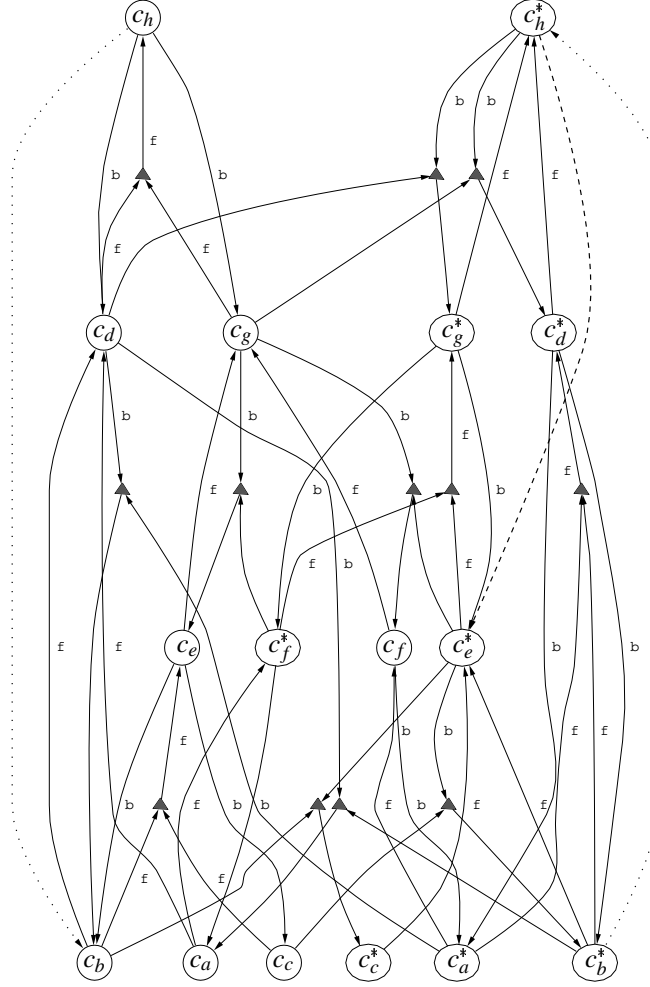 c_h c_h^*
b b
f
b b f f
f f
c_d c_g c_g^* c_d^*
b b b
f
f
f b f b
f b f
f f c_e c_f^* c_f c_e^* b b
b b f f
f
b f b b f b f f
f f
c_b c_a c_c c_c^* c_a^* c_b^*